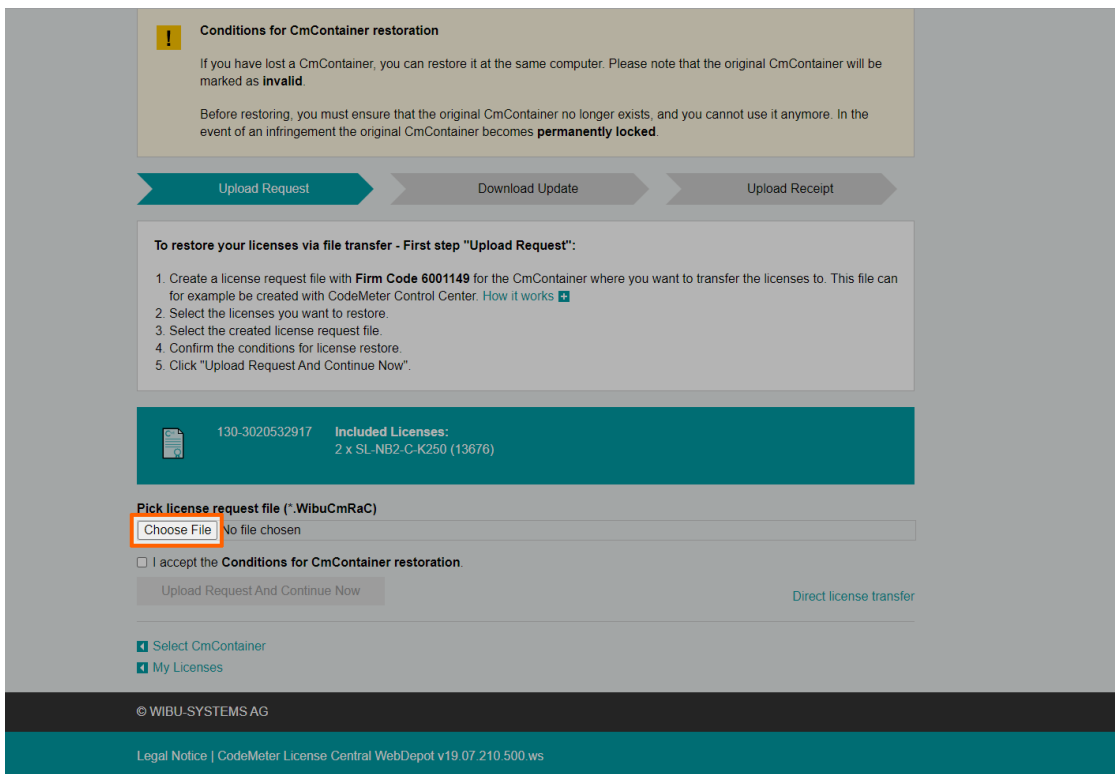 !
Conditions for CmContainer restoration
If you have lost a CmContainer, you can restore it at the same computer. Please note that the original CmContainer will be
marked as invalid.
Before restoring, you must ensure that the original CmContainer no longer exists, and you cannot use it anymore. In the
event of an infringement the original CmContainer becomes permanently locked.
Upload Request Download Update Upload Receipt
To restore your licenses via file transfer - First step "Upload Request":
1. Create a license request file with Firm Code 6001149 for the CmContainer where you want to transfer the licenses to. This file can
for example be created with CodeMeter Control Center. How it works
2. Select the licenses you want to restore.
3. Select the created license request file.
4. Confirm the conditions for license restore.
5. Click "Upload Request And Continue Now".
130-3020532917 Included Licenses:
2 x SL-NB2-C-K250 (13676)
Pick license request file (*.WibuCmRaC)
Choose File No file chosen
I accept the Conditions for CmContainer restoration.
Upload Request And Continue Now
Direct license transfer
Select CmContainer
My Licenses
© WIBU-SYSTEMS AG
Legal Notice | CodeMeter License Central WebDepot v19.07.210.500.ws